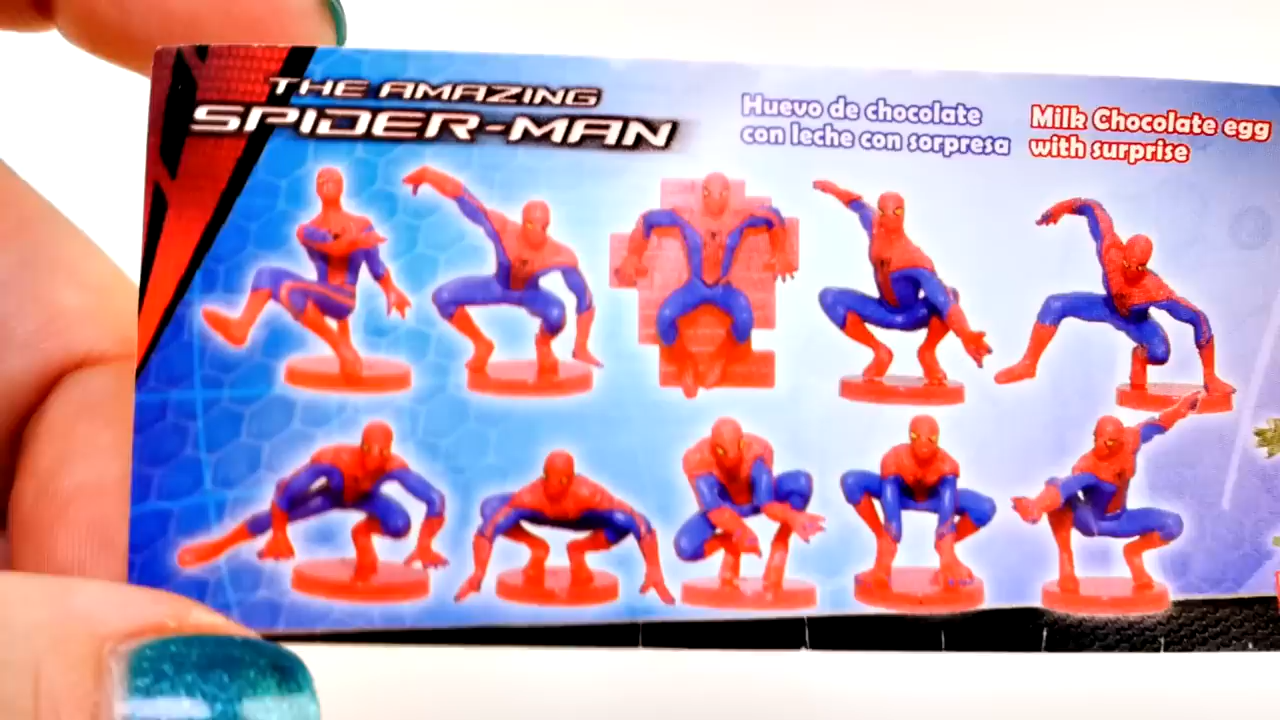 THE AMAZING
SPIDER-MAN
Huevo de chocolate
con leche con sorpresa
Milk Chocolate egg
with surprise